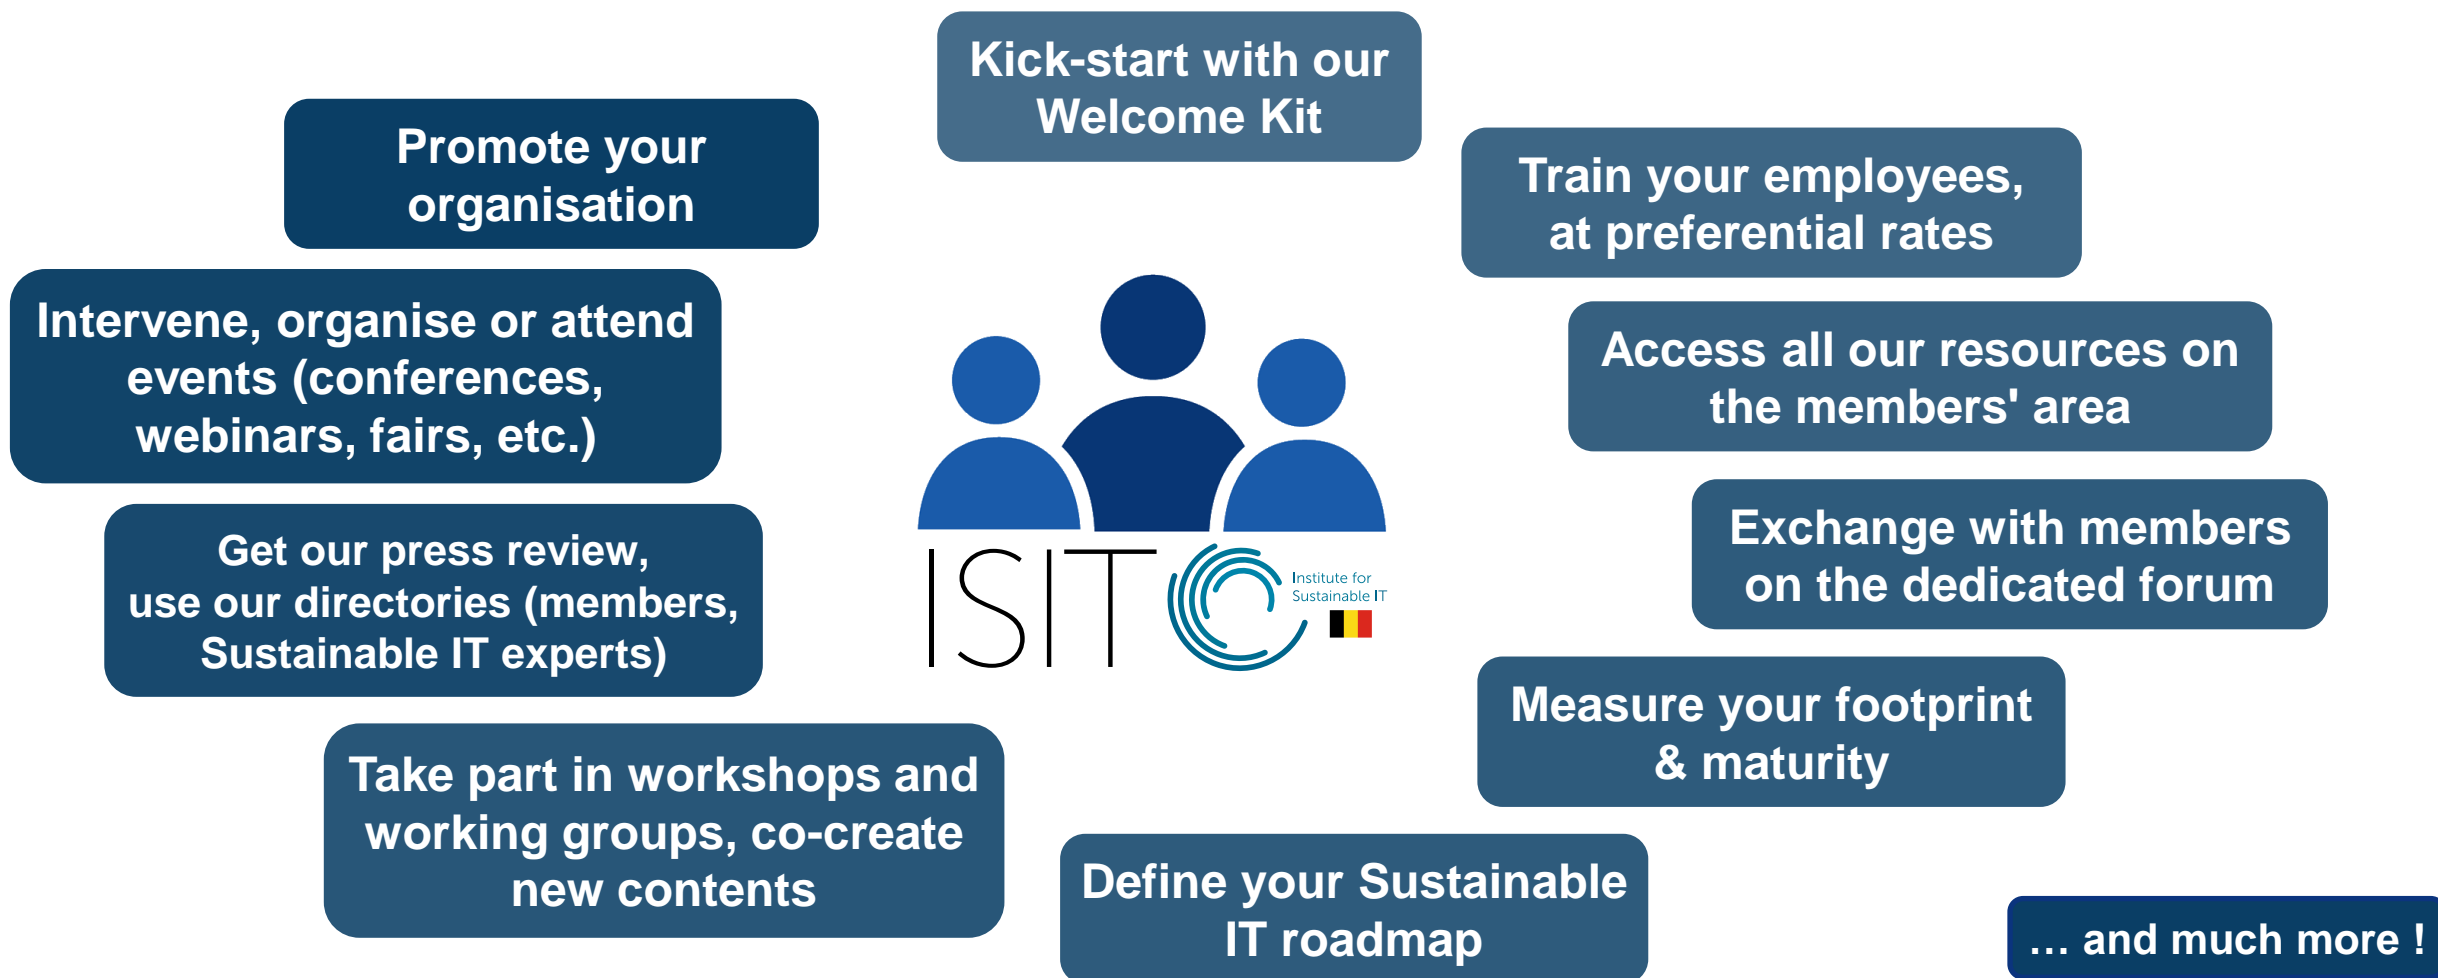 Kick-start with our
Welcome Kit
Promote your
organisation
Train your employees,
at preferential rates
Intervene, organise or attend
events (conferences,
webinars, fairs, etc.)
Access all our resources on
the members' area
Get our press review,
use our directories (members,
Sustainable IT experts)
Exchange with members
on the dedicated forum
ISIT
Institute for
Sustainable IT
Measure your footprint
& maturity
Take part in workshops and
working groups, co-create
new contents
Define your Sustainable
IT roadmap
... and much more !